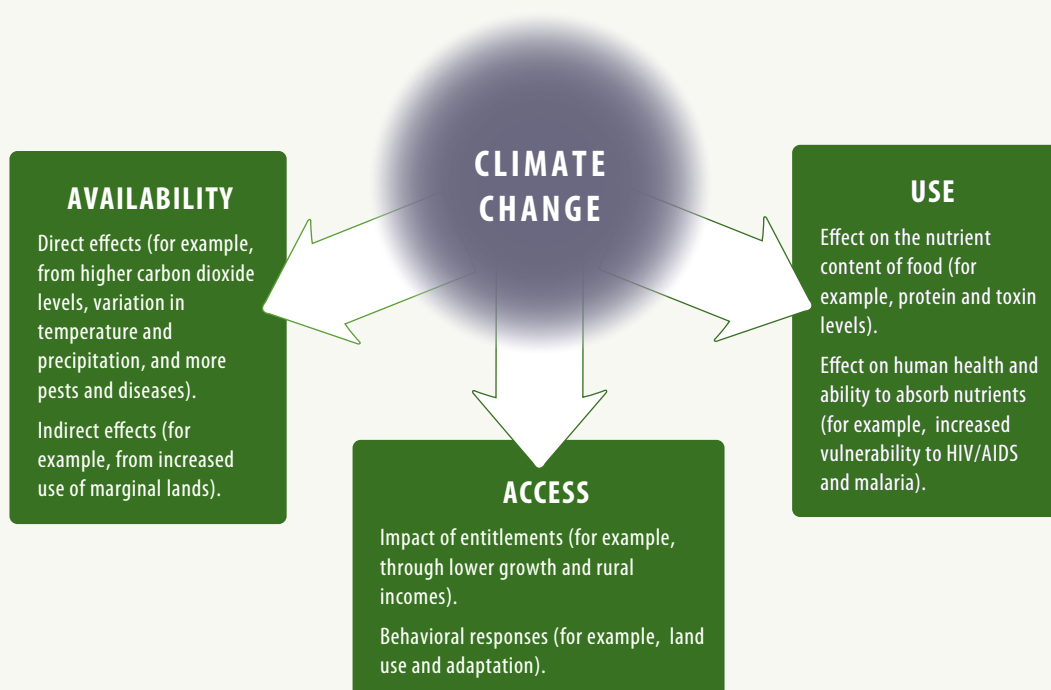 CLIMATE
CHANGE
AVAILABILITY
Direct effects (for example,
from higher carbon dioxide
levels, variation in
temperature and
precipitation, and more
pests and diseases).
Indirect effects (for
example, from increased
use of marginal lands).
ACCESS
Impact of entitlements (for example,
through lower growth and rural
incomes).
Behavioral responses (for example, land
use and adaptation).
USE
Effect on the nutrient
content of food (for
example, protein and toxin
levels).
Effect on human health and
ability to absorb nutrients
(for example, increased
vulnerability to HIV/AIDS
and malaria).